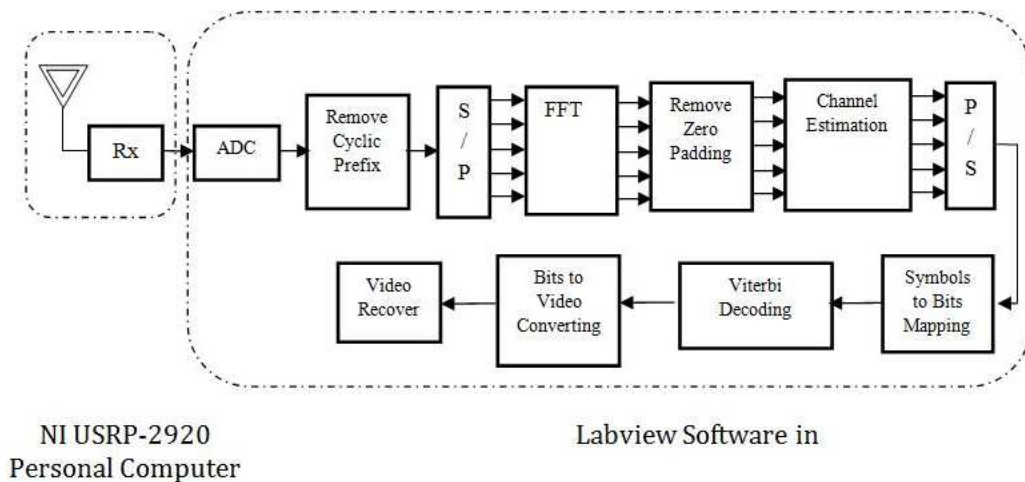 Rx
ADC
Remove
Cyclic
Prefix
S
/
P
FFT
Remove
Zero
Padding
Channel
Estimation
P
/
S
Video
Recover
Bits to
Video
Converting
Viterbi
Decoding
Symbols
to Bits
Mapping
NI USRP-2920
Labview Software in
Personal Computer